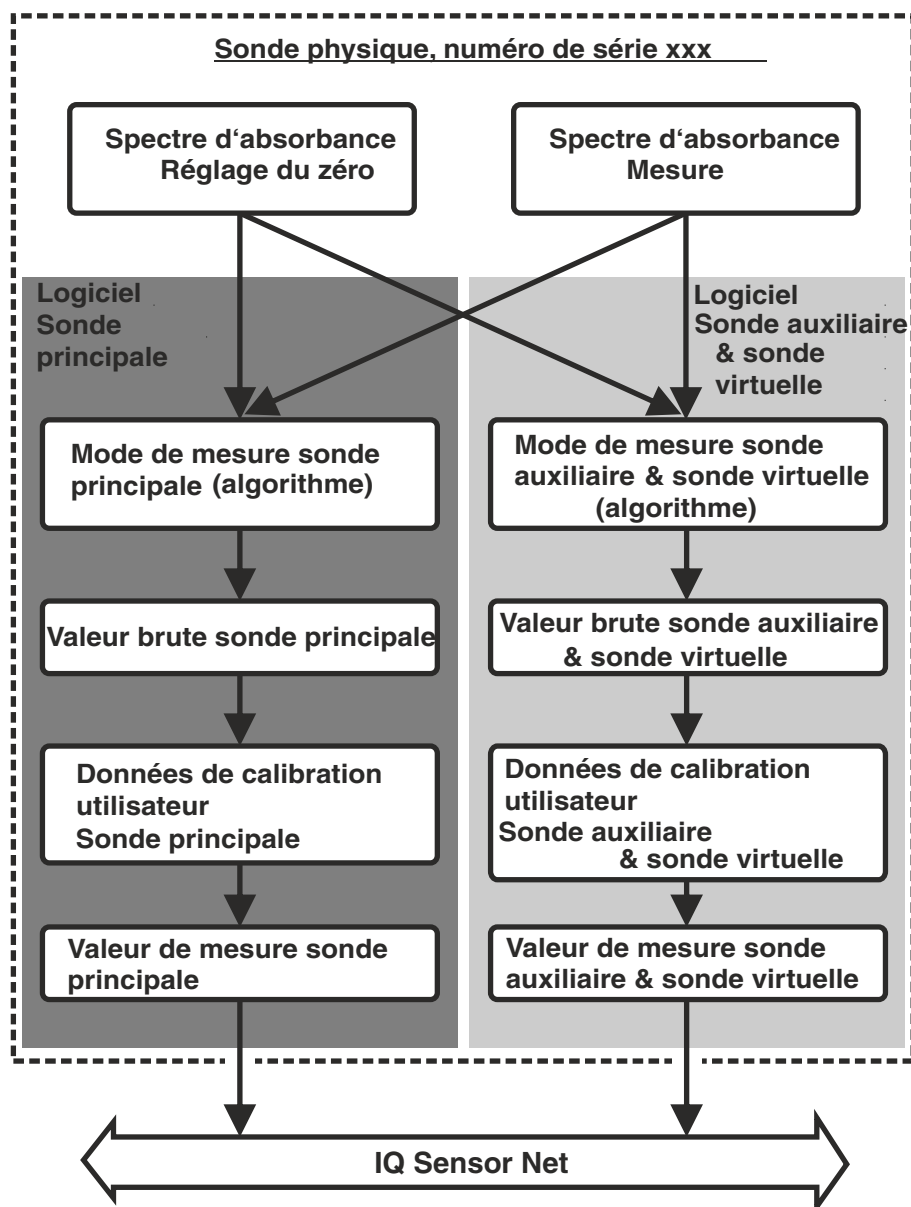 Sonde physique, numéro de série xxx
Spectre d‘absorbance
Réglage du zéro
Spectre d‘absorbance
Mesure
Logiciel
Sonde
principale
Logiciel
Sonde auxiliaire
& sonde
virtuelle
Mode de mesure sonde
principale (algorithme)
Mode de mesure sonde
auxiliaire & sonde virtuelle
(algorithme)
Valeur brute sonde principale
Valeur brute sonde auxiliaire
& sonde virtuelle
Données de calibration
utilisateur
Sonde principale
Données de calibration
utilisateur
Sonde auxiliaire
& sonde virtuelle
Valeur de mesure sonde
principale
Valeur de mesure sonde
auxiliaire & sonde virtuelle
IQ Sensor Net